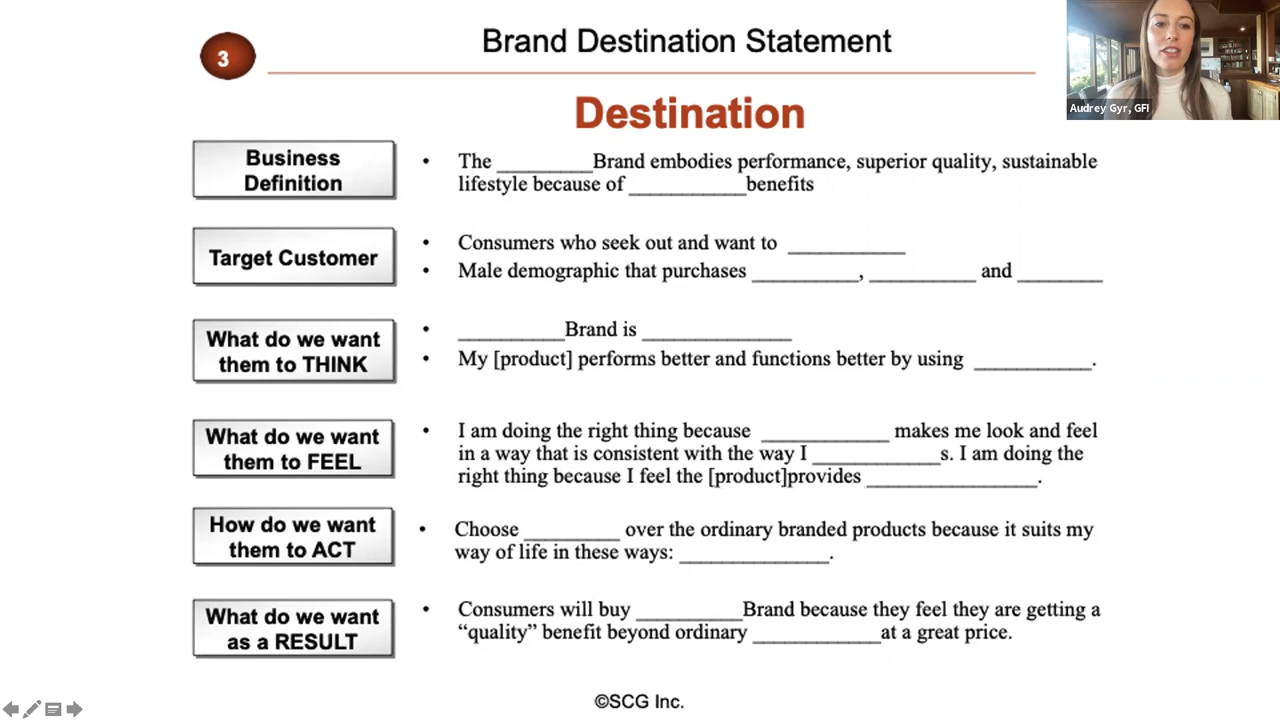 3
Brand Destination Statement
Audrey Gyr, GFI
Destination
Business
Definition
• The _________Brand embodies performance, superior quality, sustainable
lifestyle because of ___________benefits
Target Customer
• Consumers who seek out and want to ___________
• Male demographic that purchases __________, __________ and ________
What do we want
them to THINK
• __________Brand is ______________
• My [product] performs better and functions better by using ___________.
What do we want
them to FEEL
• I am doing the right thing because ____________ makes me look and feel
in a way that is consistent with the way I ____________s. I am doing the
right thing because I feel the [product]provides ________________.
How do we want
them to ACT
• Choose _________ over the ordinary branded products because it suits my
way of life in these ways: ______________.
What do we want
as a RESULT
• Consumers will buy __________Brand because they feel they are getting a
“quality” benefit beyond ordinary ____________at a great price.
©SCG Inc.